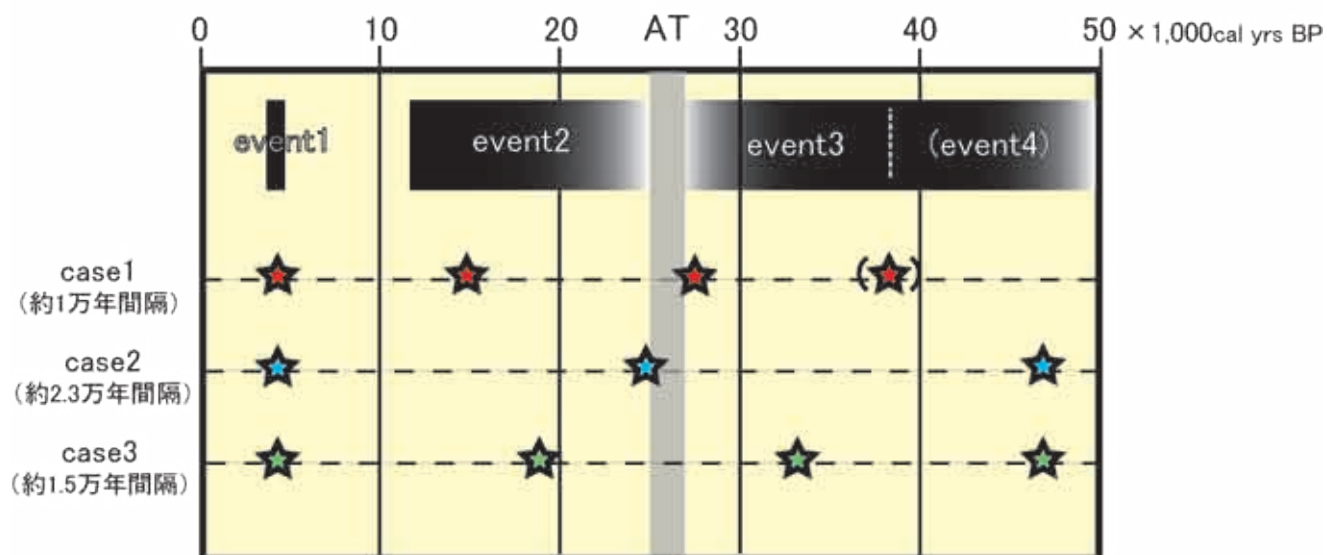 0 10 20 AT 30 40 50 ×1,000cal yrs BP
event1 event2 event3 (event4)
case1
(約1万年間隔)
case2
(約2.3万年間隔)
case3
(約1.5万年間隔)